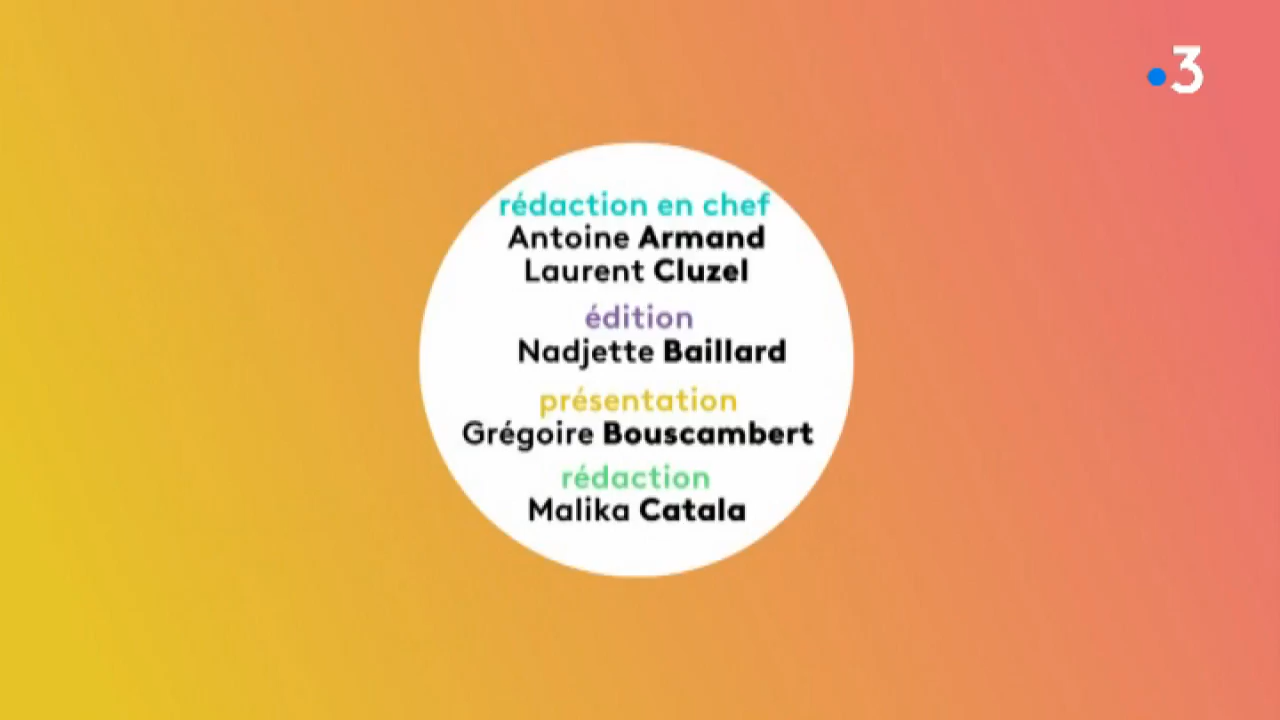 3
rédaction en chef
Antoine Armand
Laurent Cluzel
édition
Nadjette Baillard
présentation
Grégoire Bouscambert
rédaction
Malika Catala